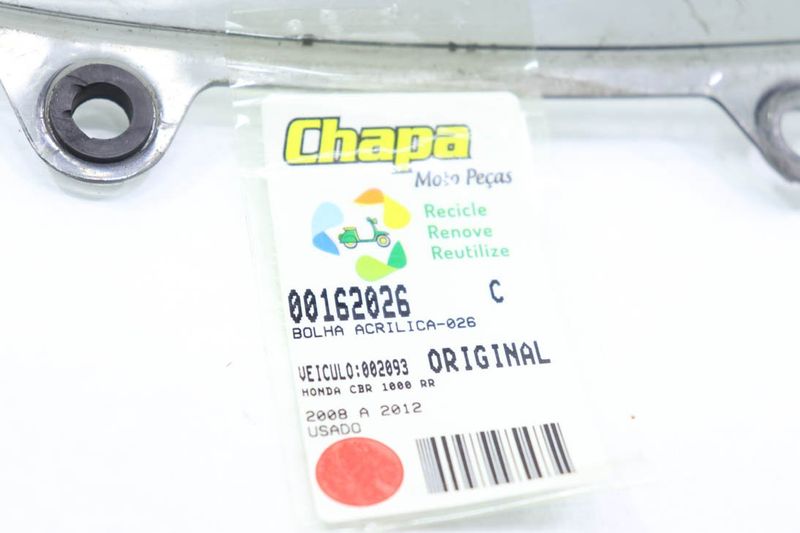 Chapa
Moto Peças
Recicle
Renove
Reutilize
00162026 C
BOLHA ACRILICA-026
VEICULO:002093 ORIGINAL
HONDA CBR 1000 RR
2008 A 2012
USADO